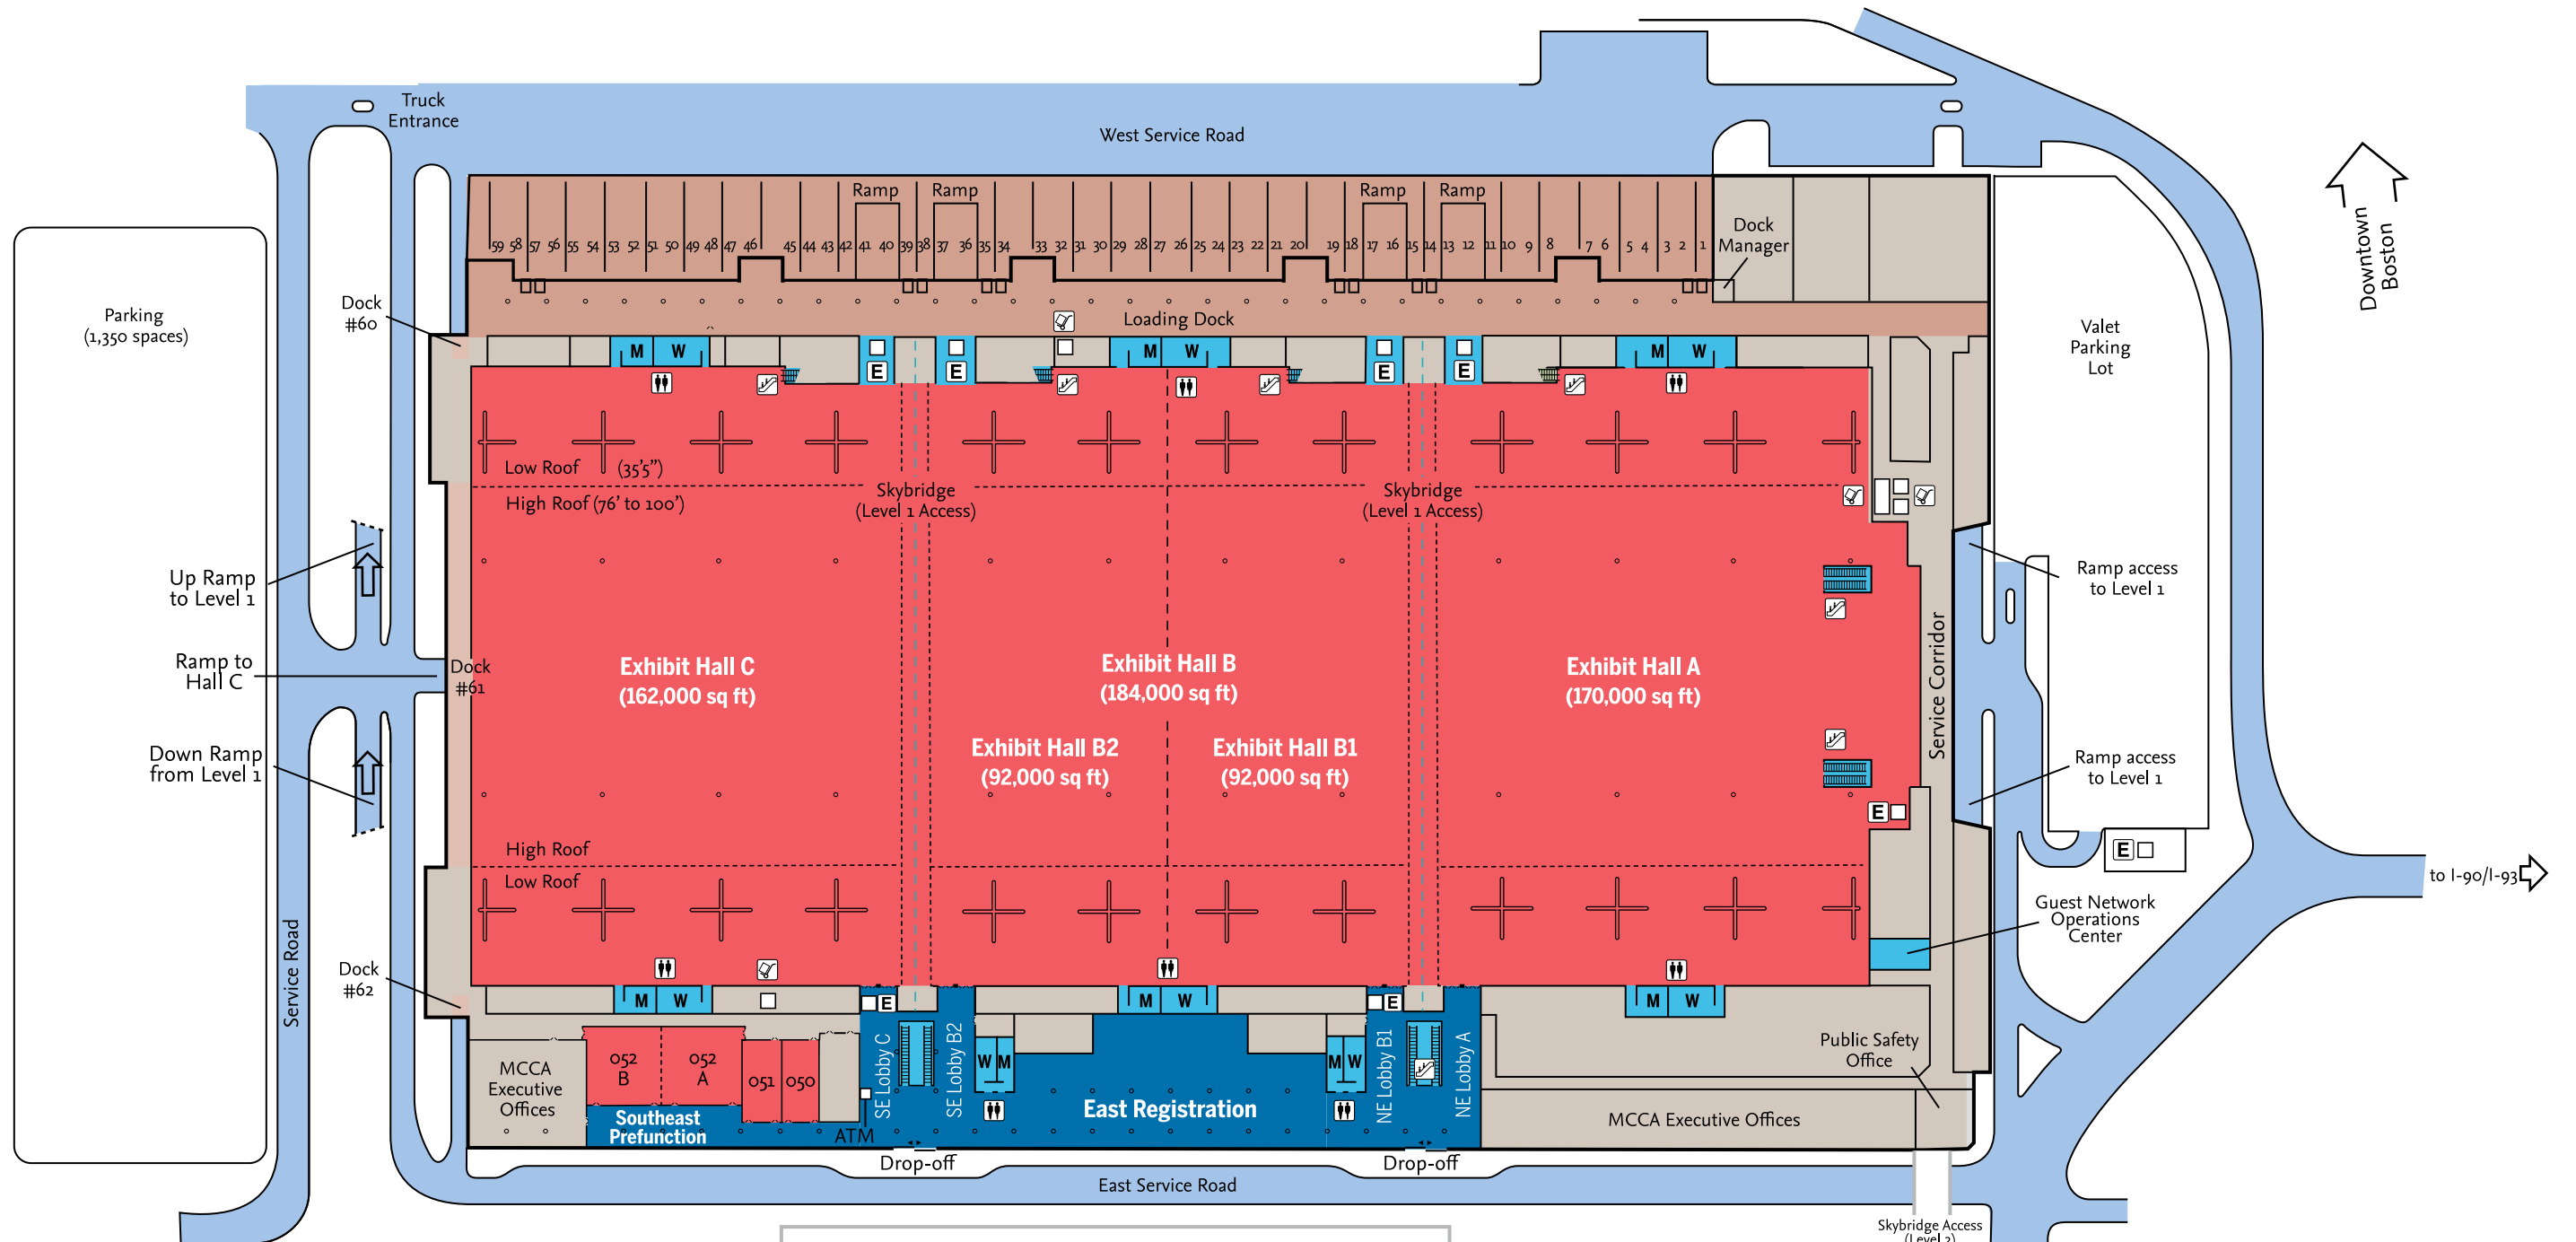 Truck
Entrance
West Service Road
Ramp
Ramp
Ramp
Ramp
59 58 57 56 55 54 53 52 51 50 49 48 47 46 45 44 43 42 41 40 39 38 37 36 35 34 33 32 31 30 29 28 27 26 25 24 23 22 21 20 19 18 17 16 15 14 13 12 11 10 9 8 7 6 5 4 3 2 1
Dock
Manager
Downtown
Boston
Parking
(1,350 spaces)
Dock
#60
Loading Dock
Valet
Parking
Lot
M W
E
E
M W
E
E
M W
Low Roof (35'5")
High Roof (76' to 100')
Skybridge
(Level 1 Access)
Skybridge
(Level 1 Access)
Up Ramp
to Level 1
Ramp access
to Level 1
Ramp to
Hall C
Dock
#61
Exhibit Hall C
(162,000 sq ft)
Exhibit Hall B
(184,000 sq ft)
Exhibit Hall A
(170,000 sq ft)
Service Corridor
Down Ramp
from Level 1
Exhibit Hall B2
(92,000 sq ft)
Exhibit Hall B1
(92,000 sq ft)
Ramp access
to Level 1
E
High Roof
Low Roof
E
to I-90/I-93
Guest Network
Operations
Center
Service Road
Dock
#62
M W
E
M W
E
M W
MCCA
Executive
Offices
052
B
052
A
051
050
SE Lobby C
SE Lobby B2
W M
M W
NE Lobby B1
NE Lobby A
Public Safety
Office
Southeast
Prefunction
ATM
East Registration
MCCA Executive Offices
Drop-off
Drop-off
East Service Road
Skybridge Access
(Level 2)